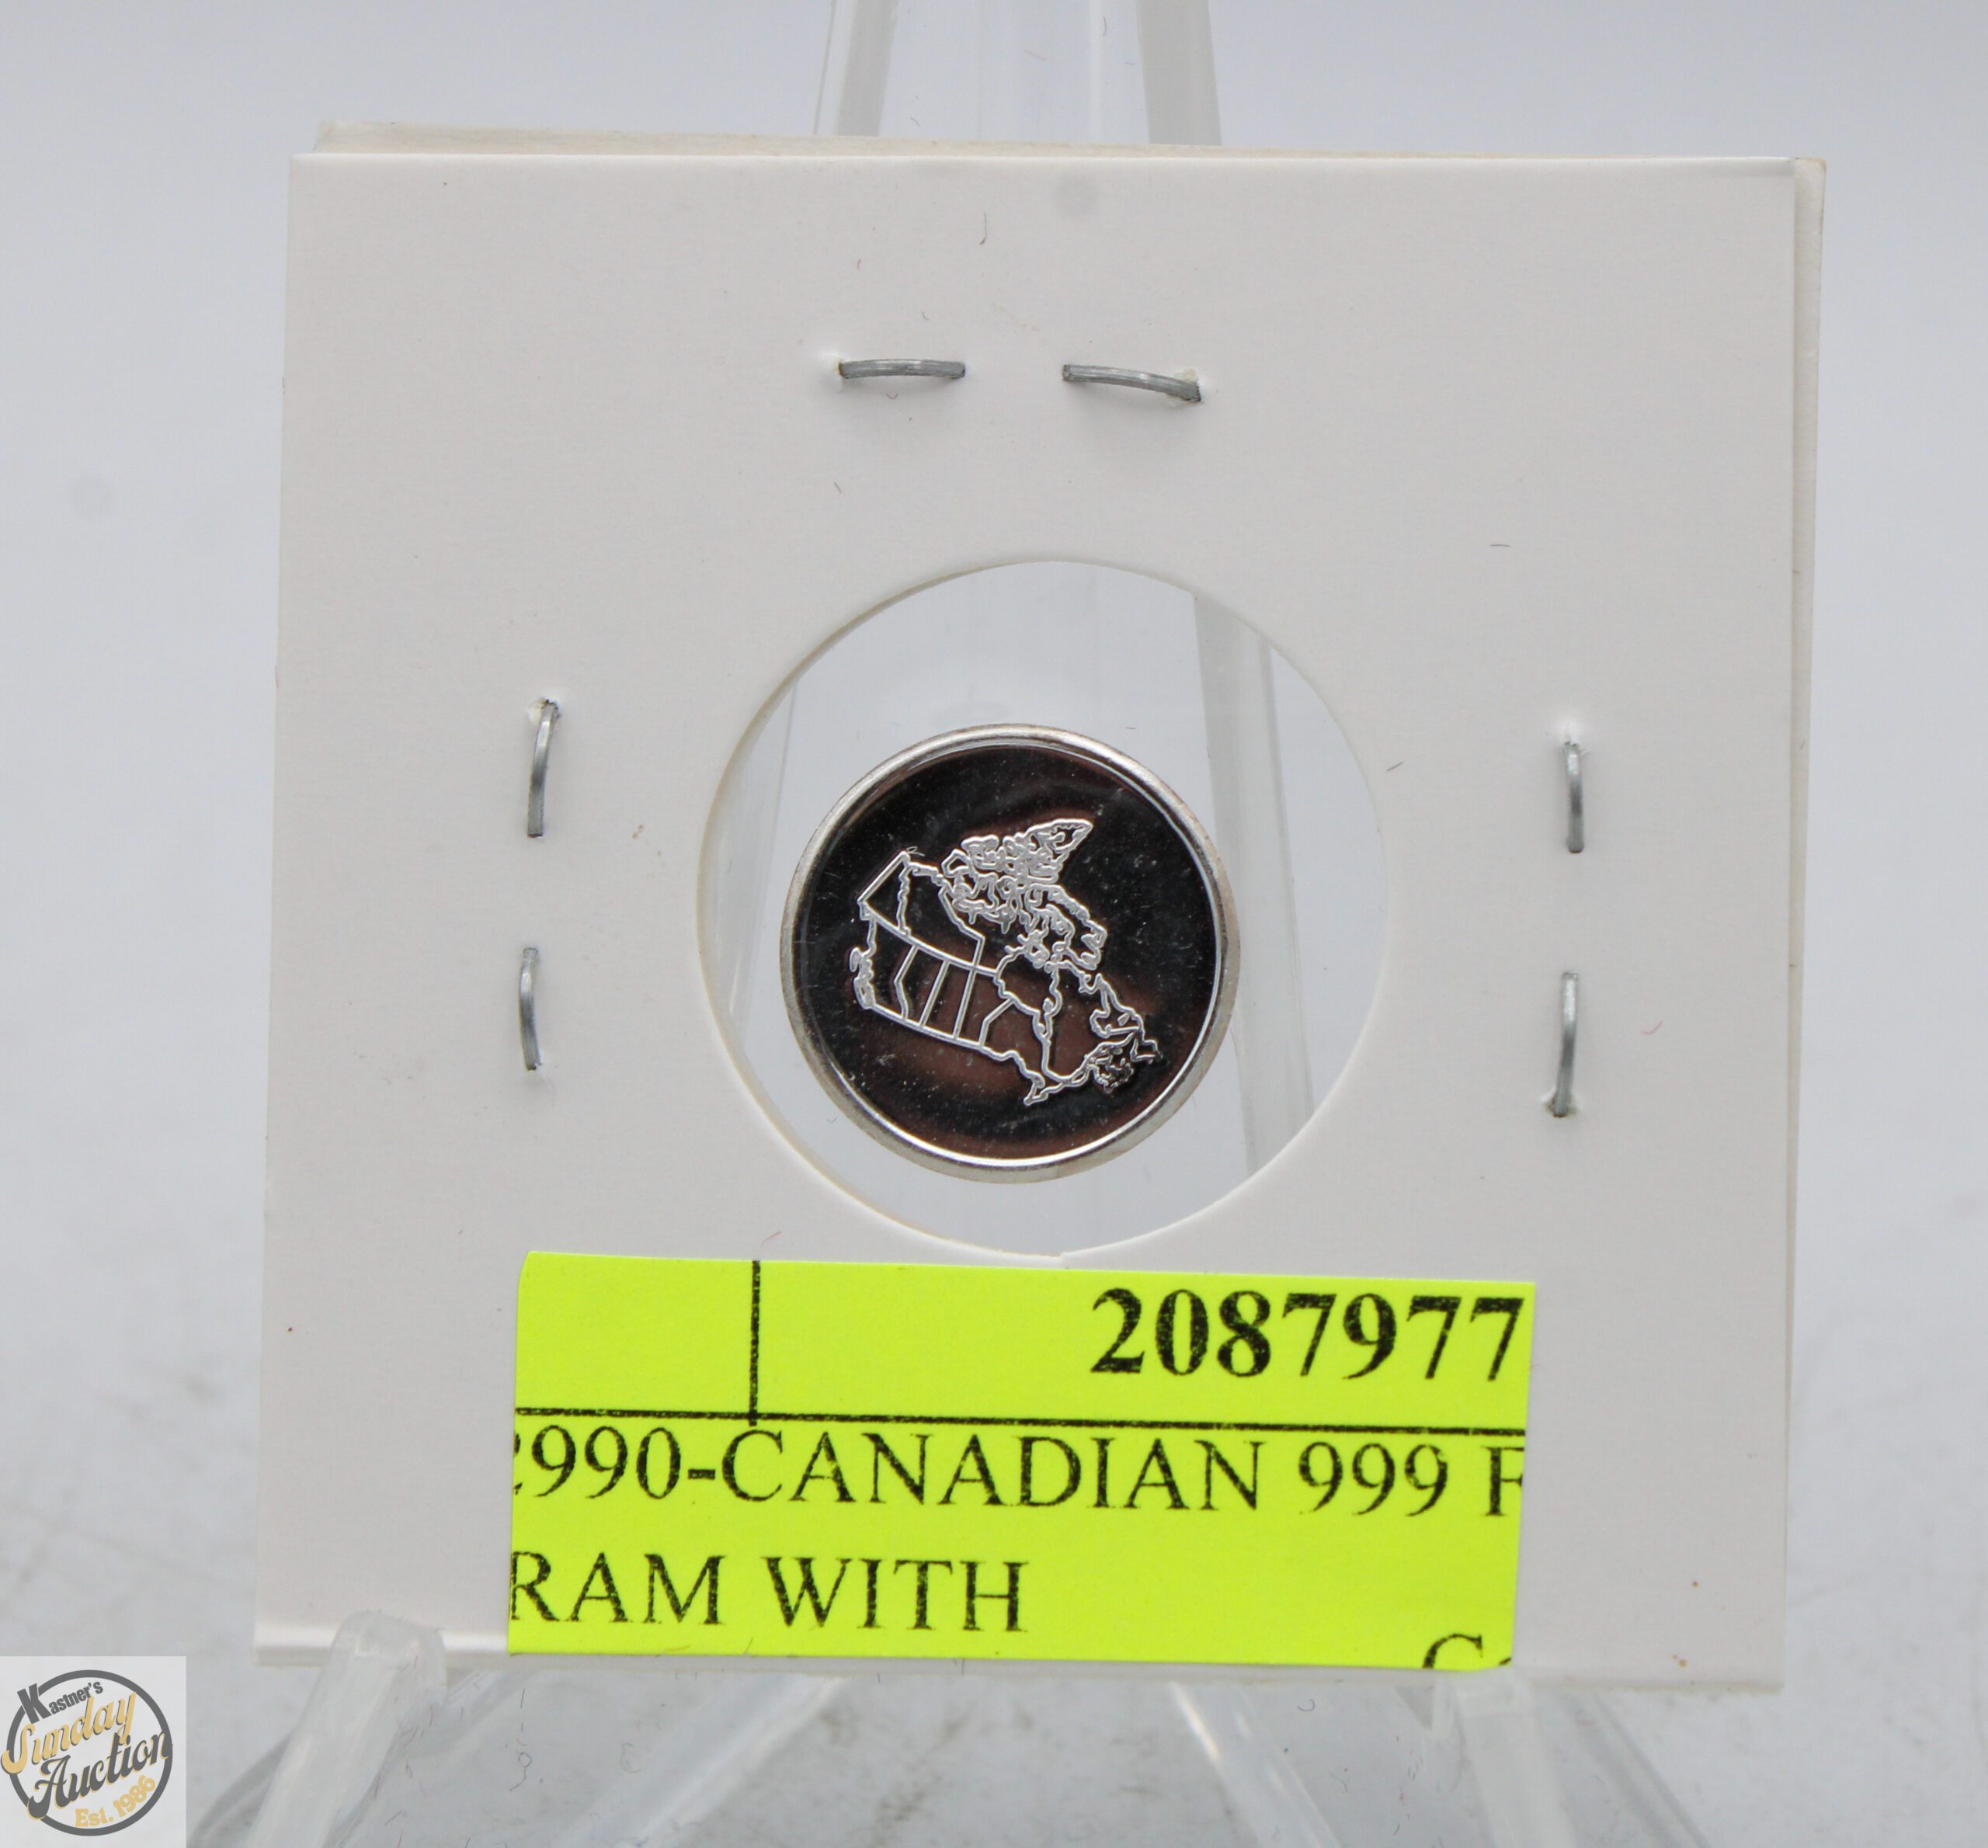 2087977
990-CANADIAN 999 F
RAM WITH
Kastner's
Sunday
Auction
Est. 1986